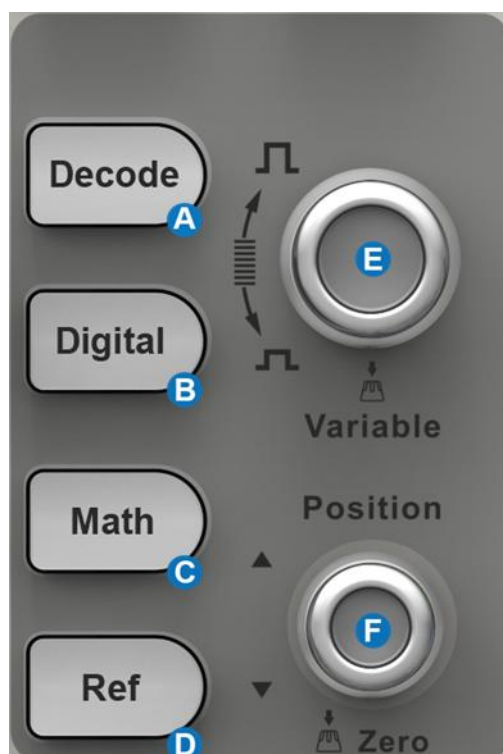 Decode
A
E
Digital
B
Variable
Position
Math
C
F
Ref
D
Zero